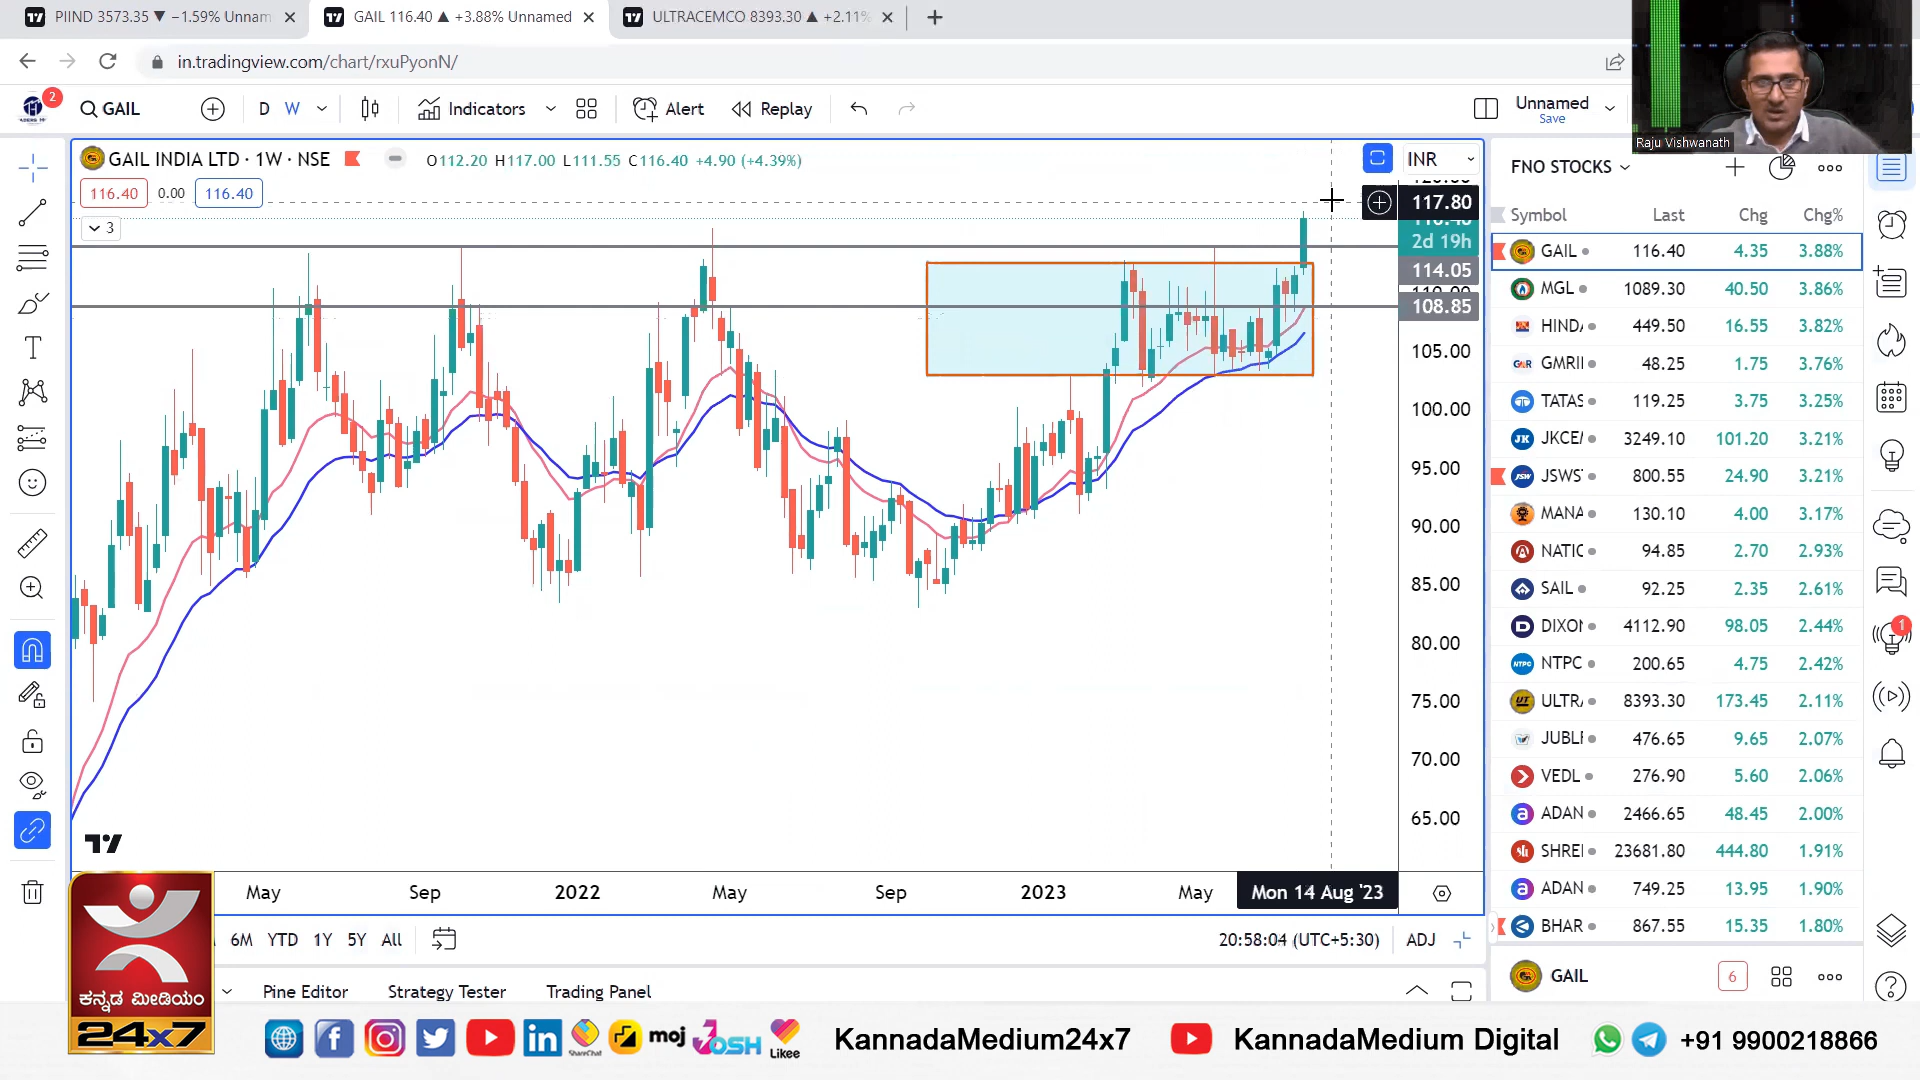 PIIND 3573.35 ▼ −1.59% Unnam
GAIL 116.40 ▲ +3.88% Unnamed
ULTRACEMCO 8393.30 ▲ +2.11%
in.tradingview.com/chart/rxuPyonN/
2
GAIL
D W
Indicators
Alert
Replay
Unnamed
Save
Raju Vishwanath
GAIL INDIA LTD · 1W · NSE
O112.20 H117.00 L111.55 C116.40 +4.90 (+4.39%)
INR
116.40 0.00 116.40
3
117.80
2d 19h
114.05
108.85
105.00
100.00
95.00
90.00
85.00
80.00
75.00
70.00
65.00
May Sep 2022 May Sep 2023 May Mon 14 Aug '23
6M YTD 1Y 5Y All
20:58:04 (UTC+5:30) ADJ
Pine Editor Strategy Tester Trading Panel
FNO STOCKS
Symbol Last Chg Chg%
GAIL 116.40 4.35 3.88%
MGL 1089.30 40.50 3.86%
HINDA 449.50 16.55 3.82%
GMRII 48.25 1.75 3.76%
TATAS 119.25 3.75 3.25%
JKCE 3249.10 101.20 3.21%
JSWS 800.55 24.90 3.21%
MANA 130.10 4.00 3.17%
NATIC 94.85 2.70 2.93%
SAIL 92.25 2.35 2.61%
DIXO 4112.90 98.05 2.44%
NTPC 200.65 4.75 2.42%
ULTR 8393.30 173.45 2.11%
JUBL 476.65 9.65 2.07%
VEDL 276.90 5.60 2.06%
ADAN 2466.65 48.45 2.00%
SHREI 23681.80 444.80 1.91%
ADAN 749.25 13.95 1.90%
BHAR 867.55 15.35 1.80%
GAIL 6
1
ಕನ್ನಡ ಮೀಡಿಯಂ
24x7
ShareChat
moj
JOSH
Likee
KannadaMedium24x7
KannadaMedium Digital
+91 9900218866